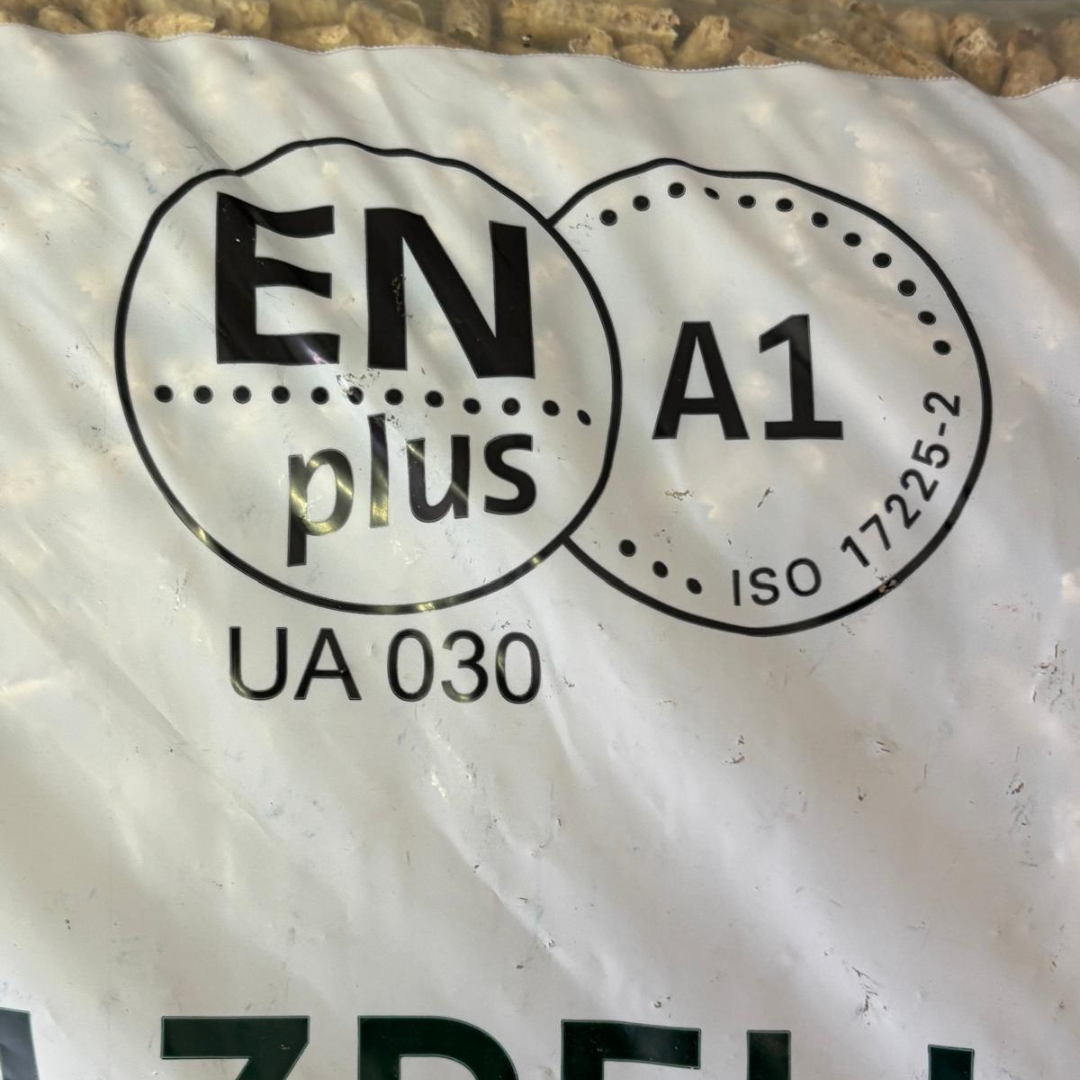 EN
plus
A1
ISO 17225-2
UA 030